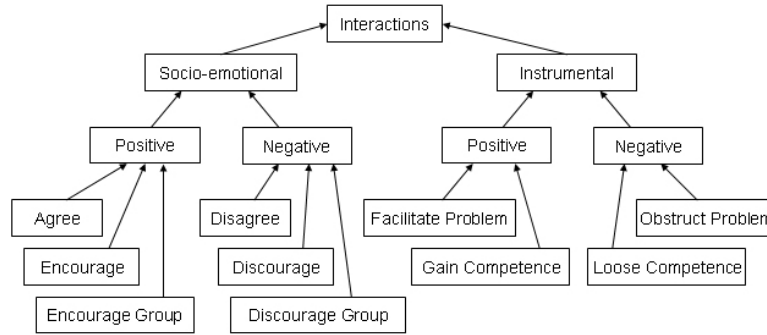 Interactions
Socio-emotional
Instrumental
Positive
Negative
Positive
Negative
Agree
Disagree
Facilitate Problem
Obstruct Problem
Encourage
Discourage
Gain Competence
Loose Competence
Encourage Group
Discourage Group